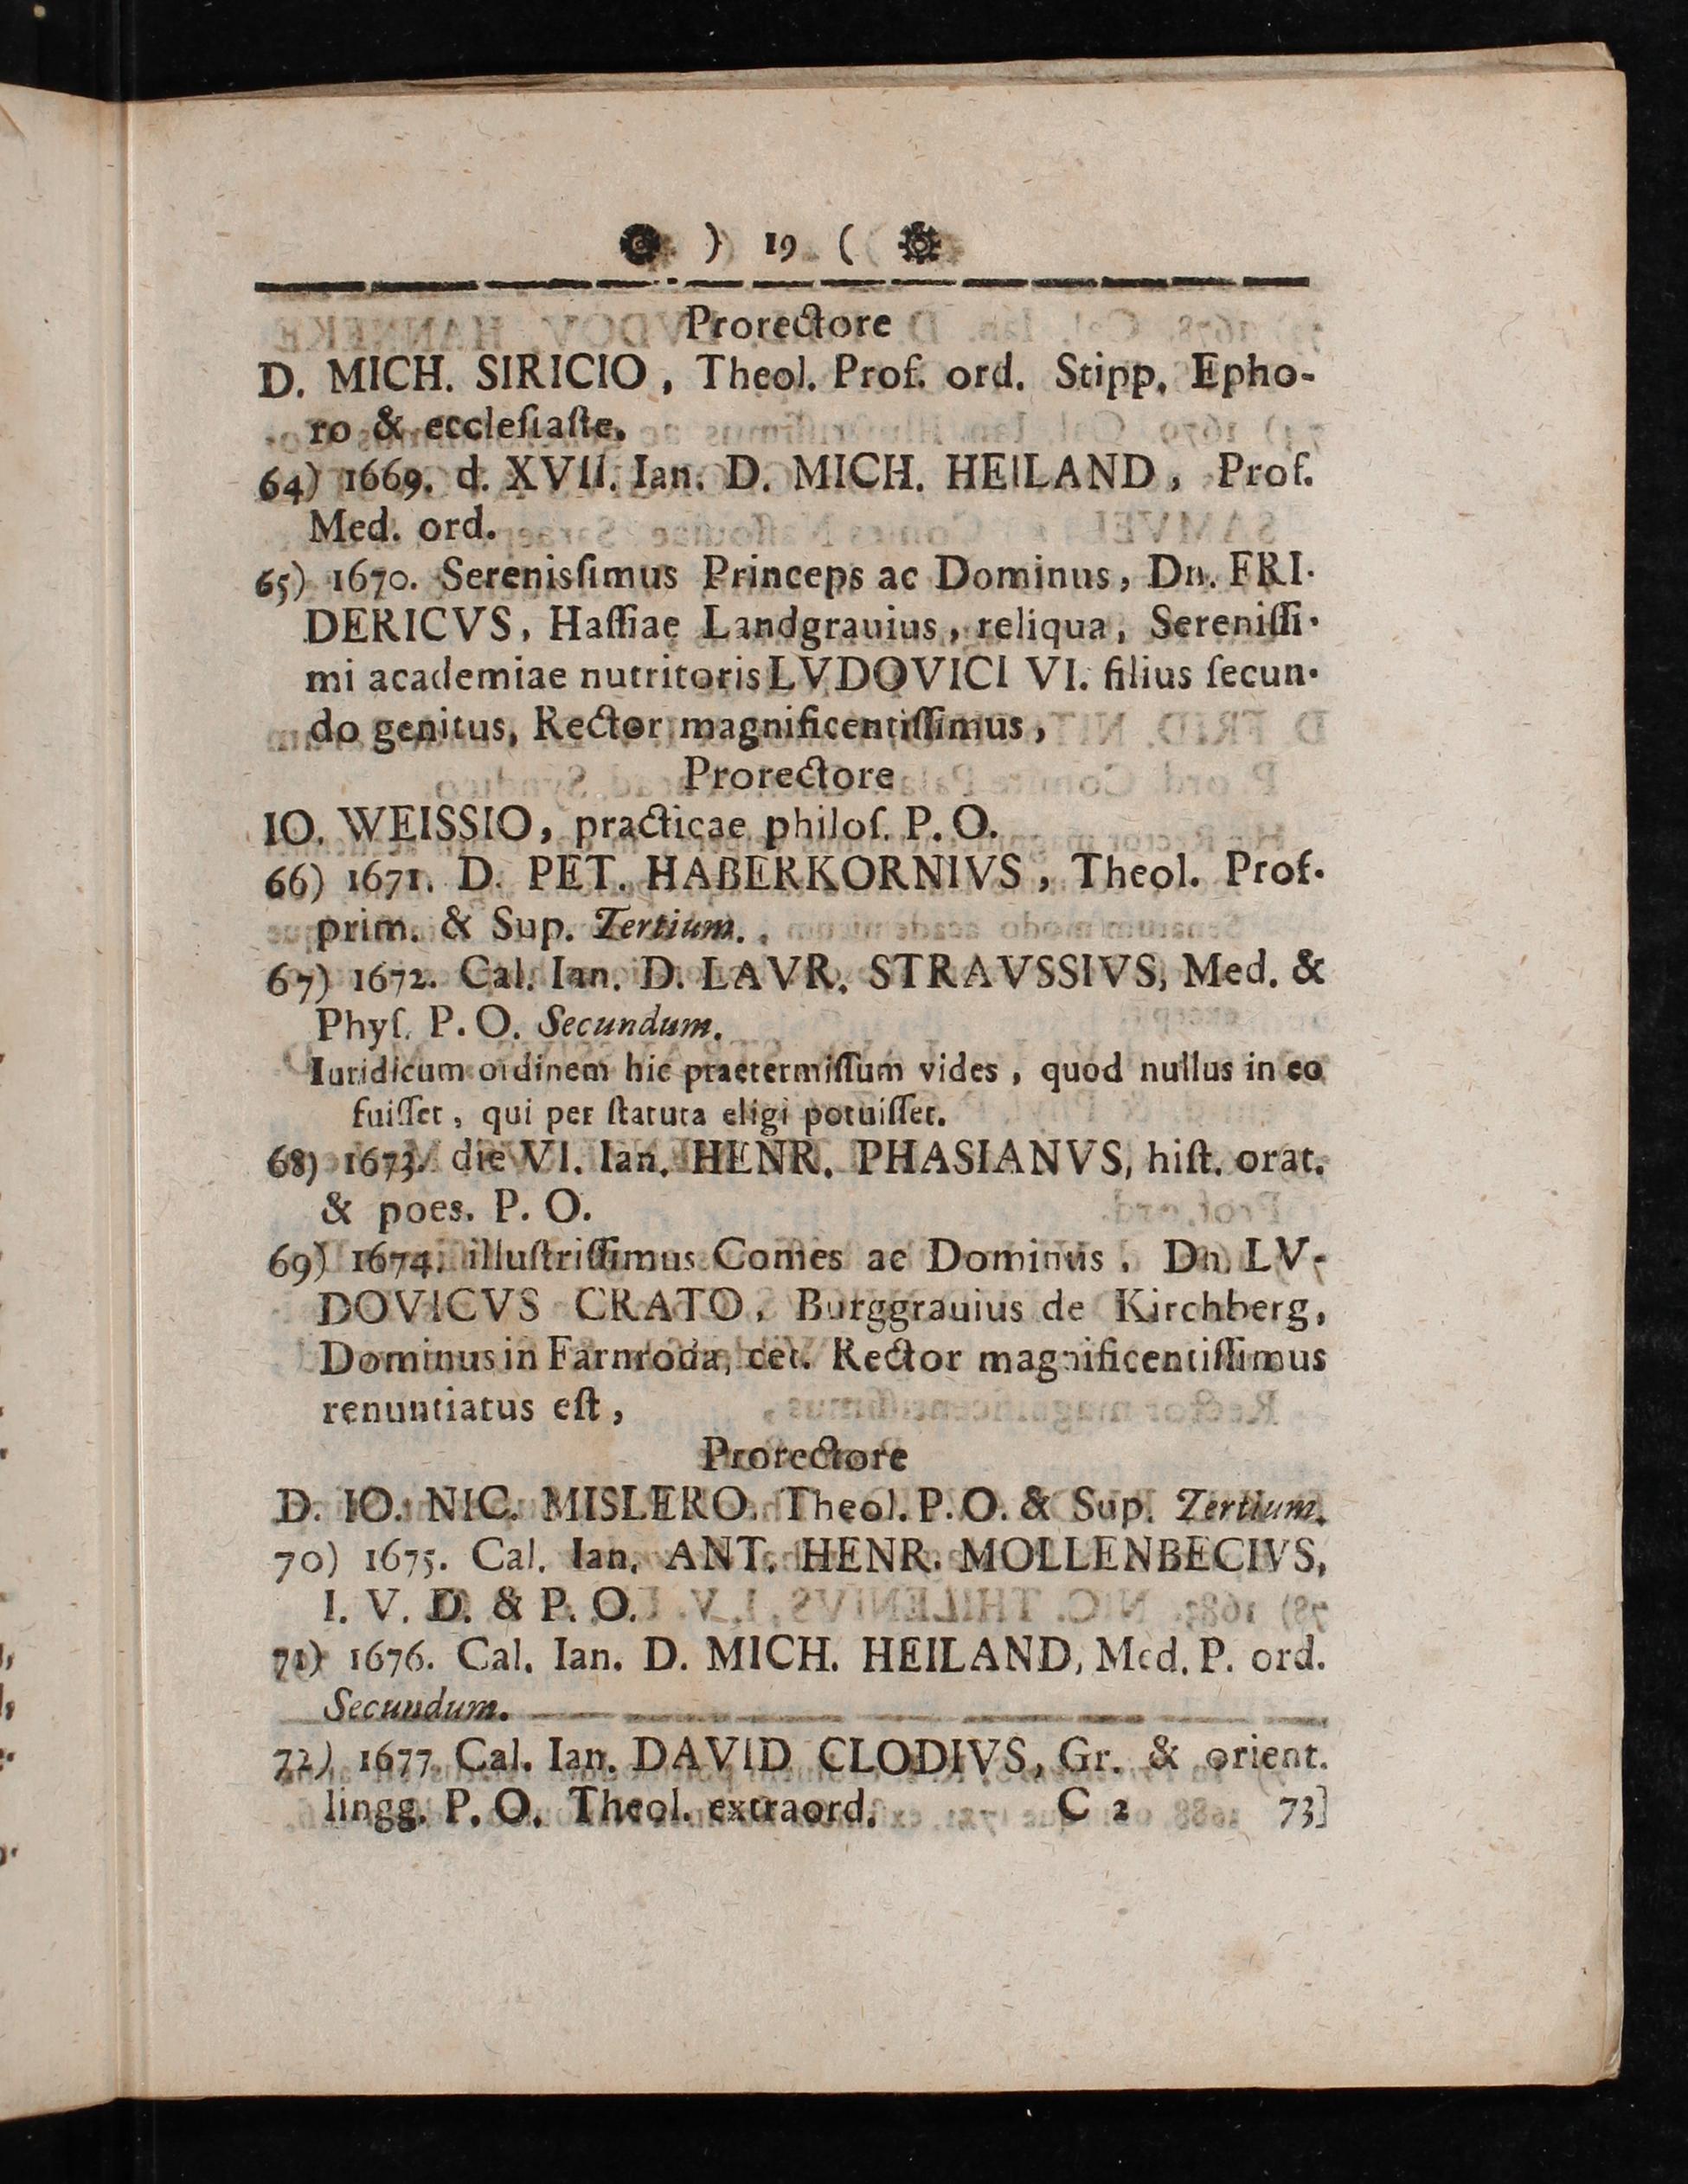 ) 19 (
Prorectore
D. MICH. SIRICIO, Theol. Prof. ord. Stipp. Epho-
ro & eccleſiaſte.
64) 1669. d. XVII. Ian. D. MICH. HEILAND, Prof.
Med. ord.
65) 1670. Serenisſimus Princeps ac Dominus, Dn. FRI-
DERICVS, Haſſiae Landgrauius, reliqua, Sereniſſi-
mi academiae nutritoris LVDOVICI VI. filius ſecun-
do genitus, Rector magnificentiſſimus,
Prorectore
IO. WEISSIO, practicae philoſ. P. O.
66) 1671. D. PET. HABERKORNIVS, Theol. Prof.
prim. & Sup. Tertium.
67) 1672. Cal. Ian. D. LAVR. STRAVSSIVS, Med. &
Phyſ. P. O. Secundum.
Iuridicum ordinem hic praetermiſſum vides, quod nullus in eo
fuiſſet, qui per ſtatuta eligi potuiſſet.
68) 1673. die VI. Ian. HENR. PHASIANVS, hiſt. orat.
& poes. P. O.
69) 1674. illuſtriſſimus Comes ac Dominus. Dn. LV-
DOVICVS CRATO, Burggrauius de Kirchberg,
Dominus in Farnroda, cet. Rector magnificentiſſimus
renuntiatus eſt,
Prorectore
D. IO. NIC. MISLERO. Theol. P. O. & Sup. Tertium.
70) 1675. Cal. Ian. ANT. HENR. MOLLENBECIVS,
I. V. D. & P. O.
71) 1676. Cal. Ian. D. MICH. HEILAND, Med. P. ord.
Secundum.
72) 1677. Cal. Ian. DAVID CLODIVS, Gr. & orient.
lingg. P. O. Theol. extraord. C 2 73]